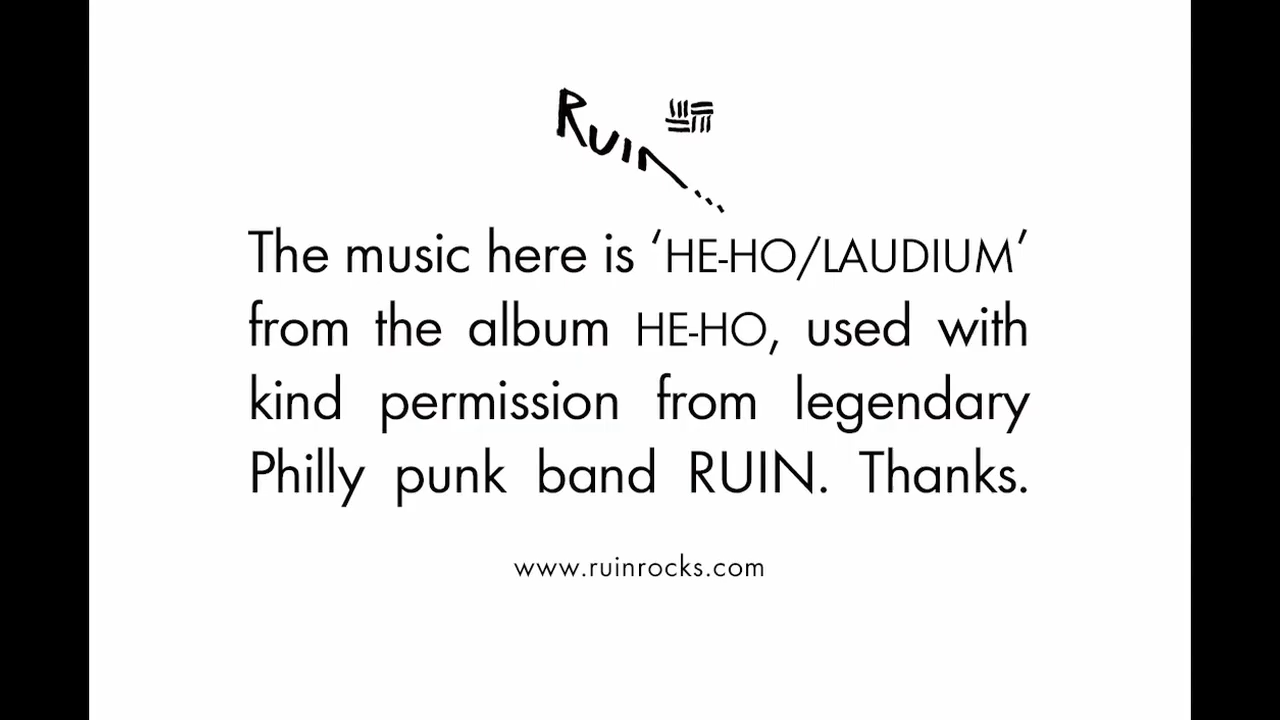 Ruin
The music here is ‘HE-HO/LAUDIUM’
from the album HE-HO, used with
kind permission from legendary
Philly punk band RUIN. Thanks.
www.ruinrocks.com